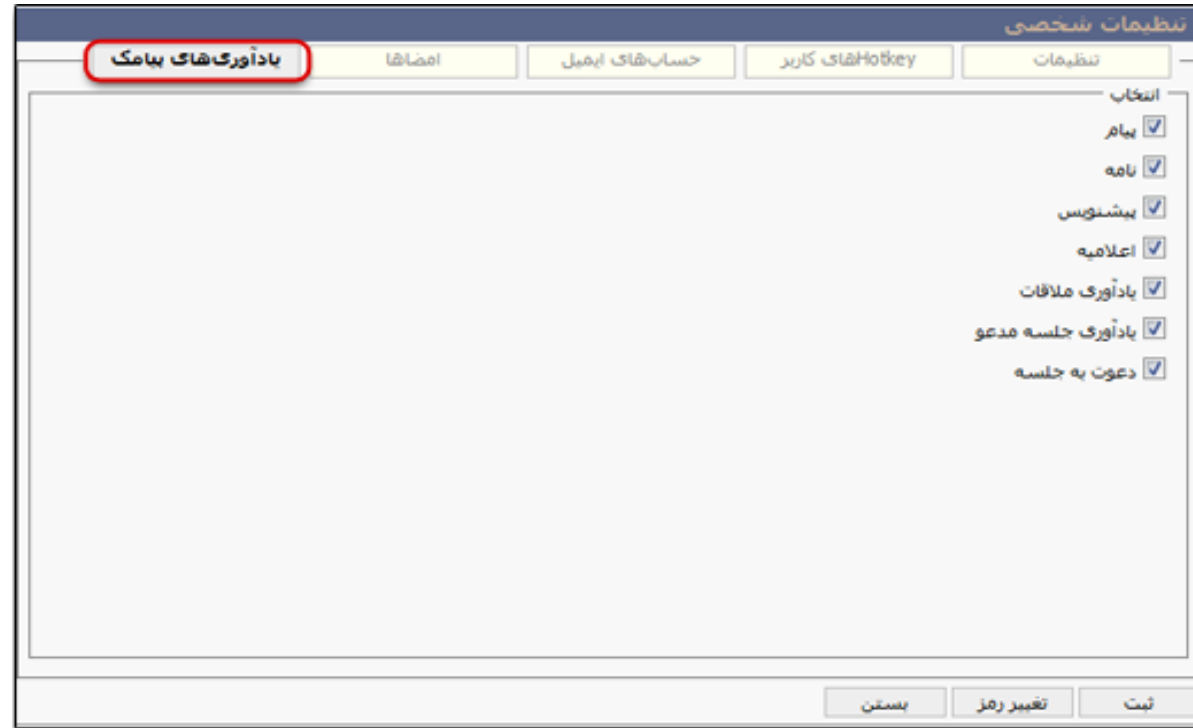 تنظیمات شخصی
تنظیمات Hotkeyهای کاربر حساب‌های ایمیل امضاها یادآوری‌های پیامک
انتخاب
پیام
نامه
پیشنویس
اعلامیه
یادآوری ملاقات
یادآوری جلسه مدعو
دعوت به جلسه
ثبت تغییر رمز بستن